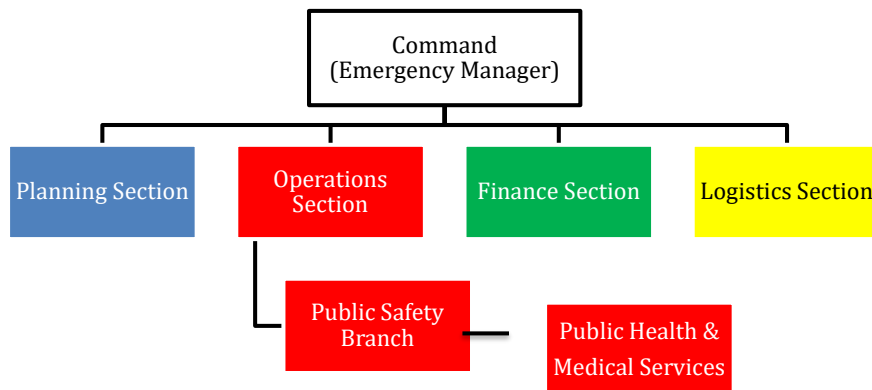 Command
(Emergency Manager)
Planning Section
Operations
Section
Finance Section
Logistics Section
Public Safety
Branch
Public Health &
Medical Services